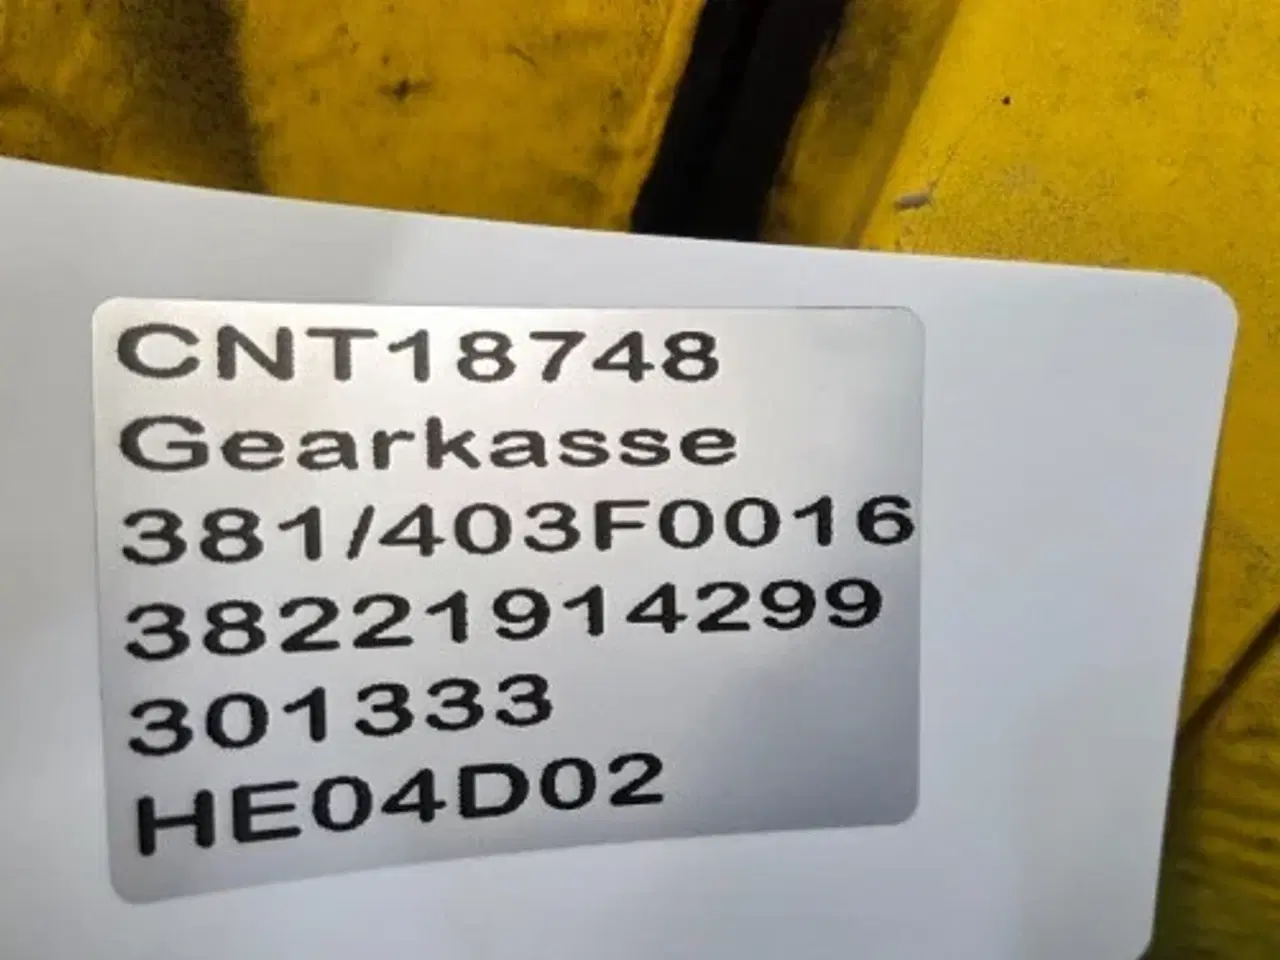 CNT18748
Gearkasse
381/403F0016
38221914299
301333
HE04D02